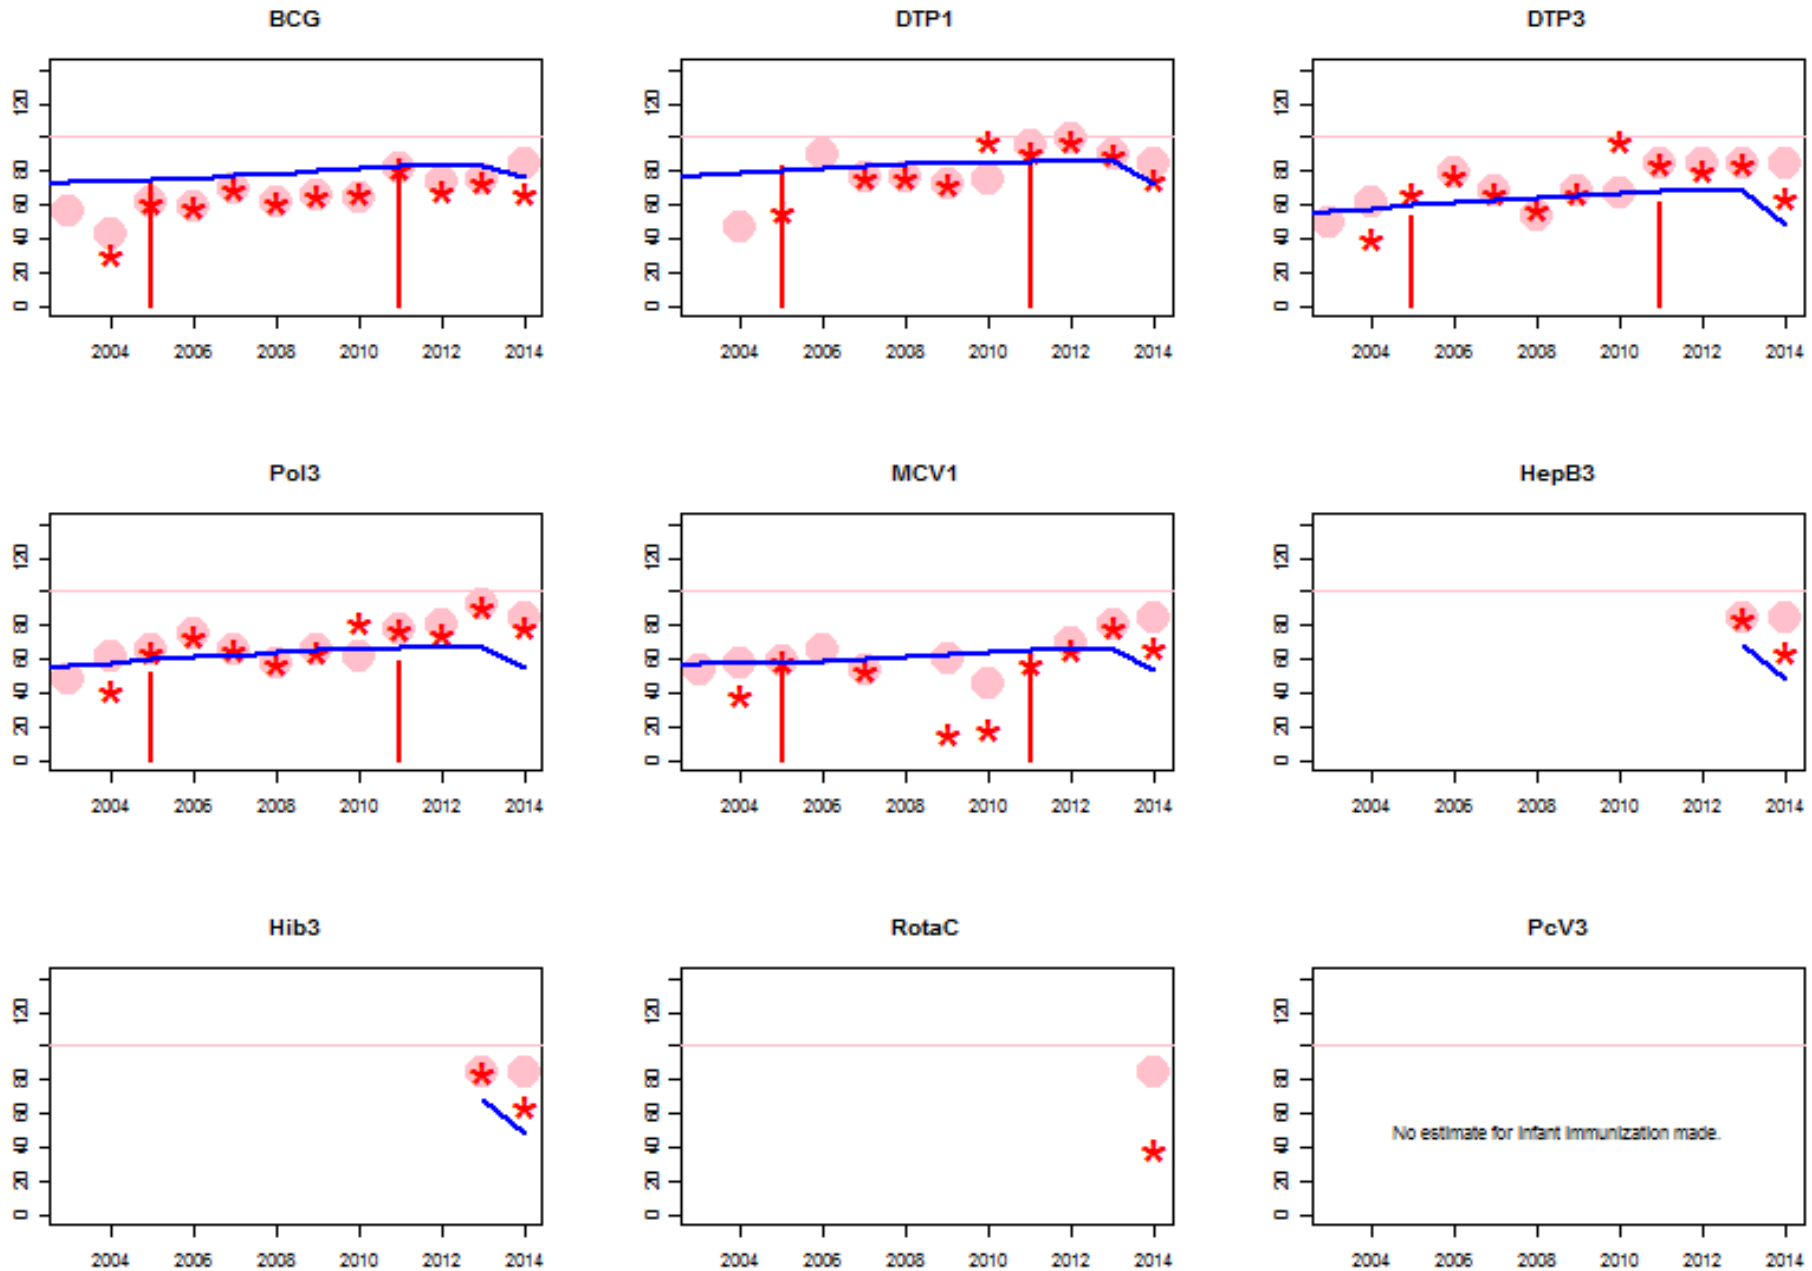 BCG DTP1 DTP3
120 120 120
80 80 80
60 60 60
40 40 40
20 20 20
0 0 0
2004 2006 2008 2010 2012 2014 2004 2006 2008 2010 2012 2014 2004 2006 2008 2010 2012 2014
Pol3 MCV1 HepB3
120 120 120
80 80 80
60 60 60
40 40 40
20 20 20
0 0 0
2004 2006 2008 2010 2012 2014 2004 2006 2008 2010 2012 2014 2004 2006 2008 2010 2012 2014
Hib3 RotaC PcV3
120 120 120
80 80 80
60 60 60
No estimate for infant immunization made.
40 40 40
20 20 20
0 0 0
2004 2006 2008 2010 2012 2014 2004 2006 2008 2010 2012 2014 2004 2006 2008 2010 2012 2014